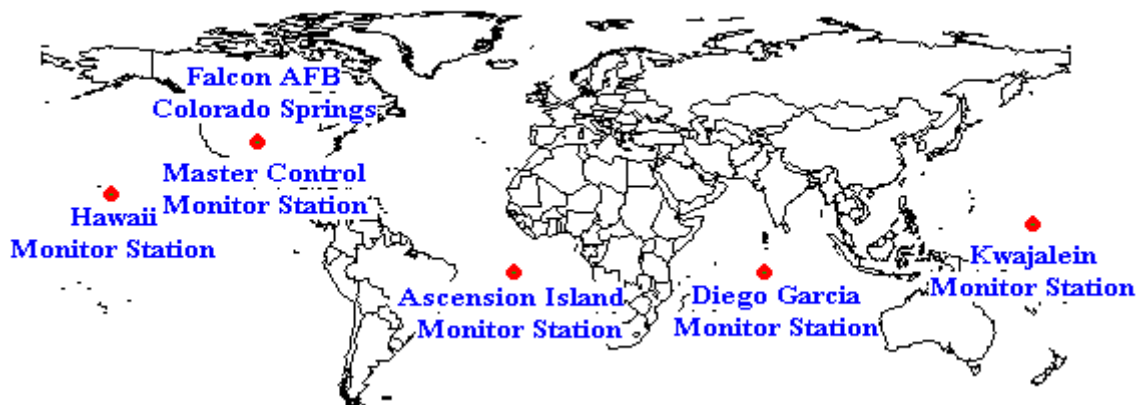 Falcon AFB
Colorado Springs
Master Control
Monitor Station
Hawaii
Monitor Station
Ascension Island
Monitor Station
Diego Garcia
Monitor Station
Kwajalein
Monitor Station